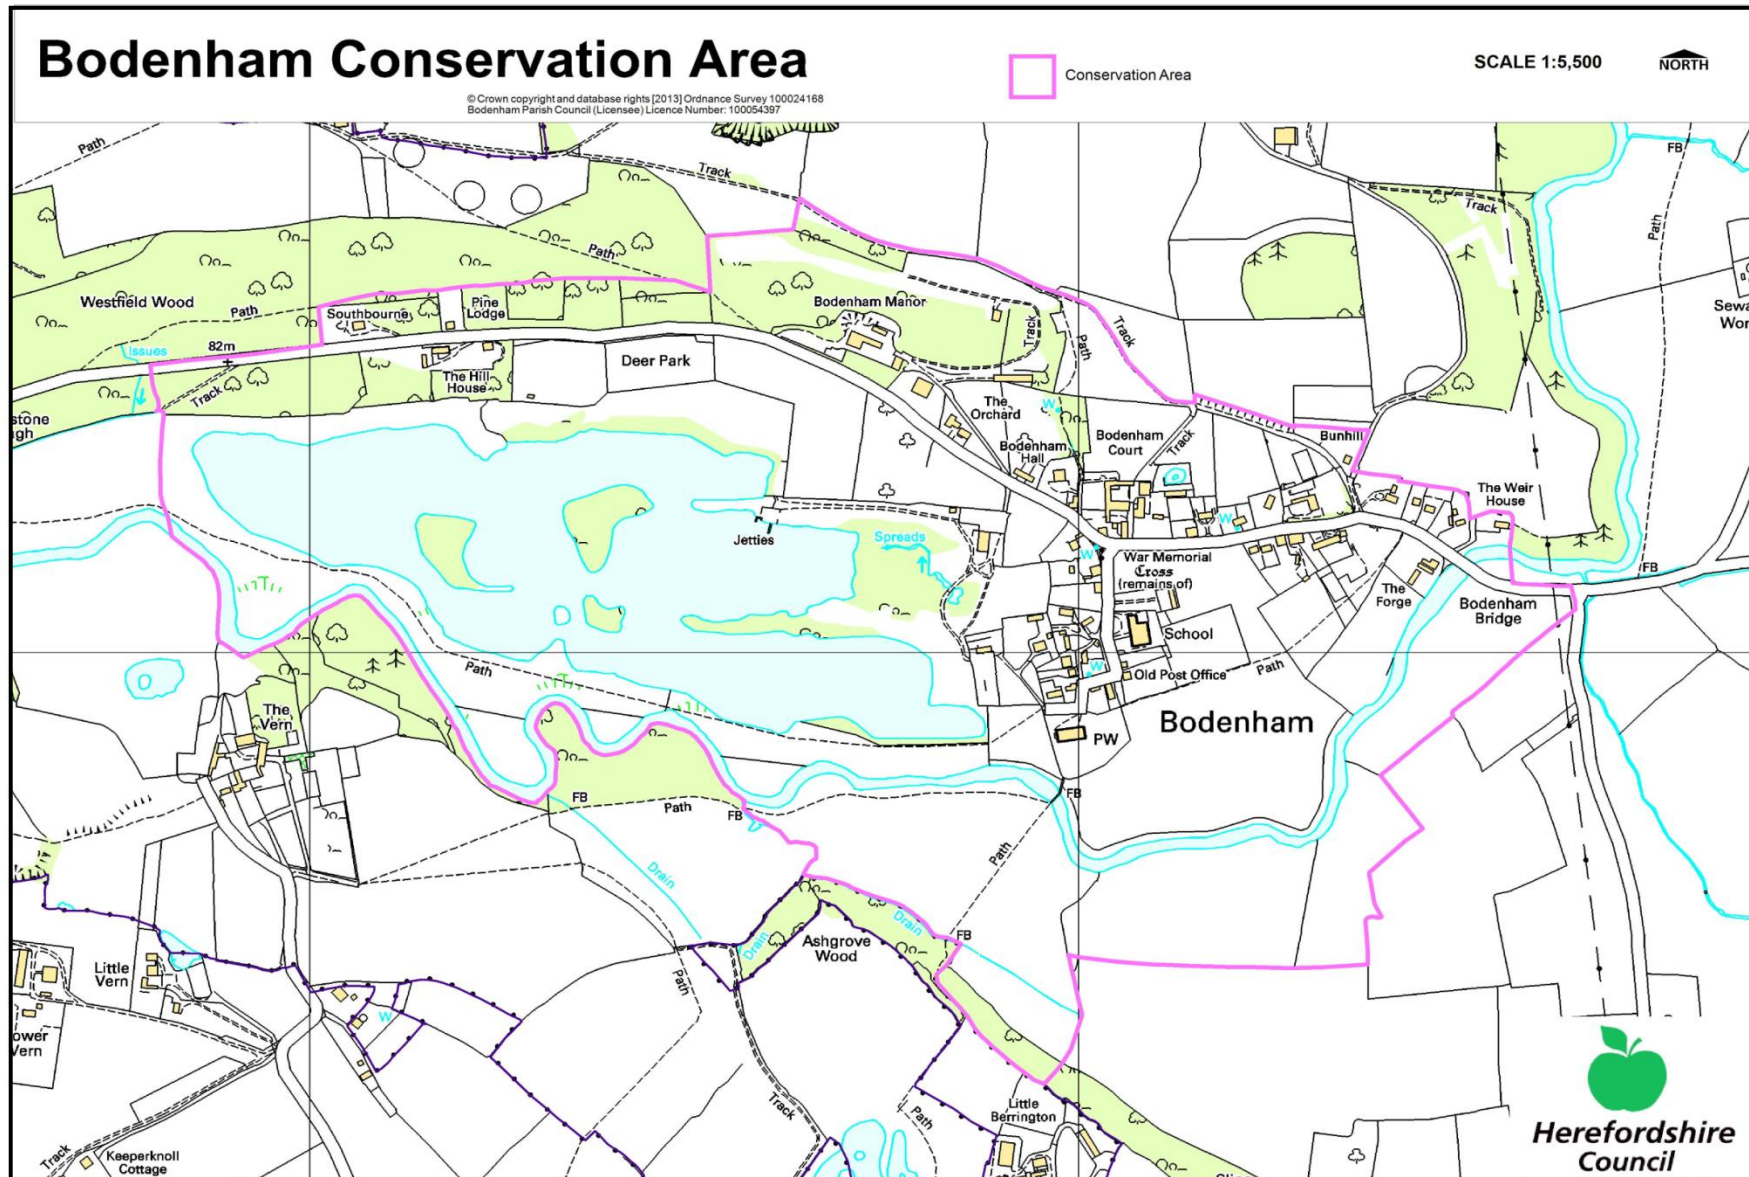 Bodenham Conservation Area
© Crown copyright and database rights [2013] Ordnance Survey 100024168
Bodenham Parish Council (Licensee) Licence Number: 100054397
Conservation Area
SCALE 1:5,500
NORTH
Path
Track
FB
Track
Path
Path
Westfield Wood
Path
Southbourne
Pine
Lodge
Bodenham Manor
Track
Path
Track
Issues
82m
Track
The Hill
House
Deer Park
The
Orchard
W
Bodenham
Hall
Bodenham
Court
Track
Bunhill
The Weir
House
Jetties
Spreads
W
W
War Memorial
Cross
(remains of)
The
Forge
Bodenham
Bridge
FB
School
Path
Path
W
Old Post Office
Bodenham
PW
The
Vern
FB
Path
FB
FB
Path
Drain
Drain
Drain
FB
Ashgrove
Wood
Path
Little
Vern
W
Track
Path
Little
Berrington
Track
Keeperknoll
Cottage
Herefordshire
Council